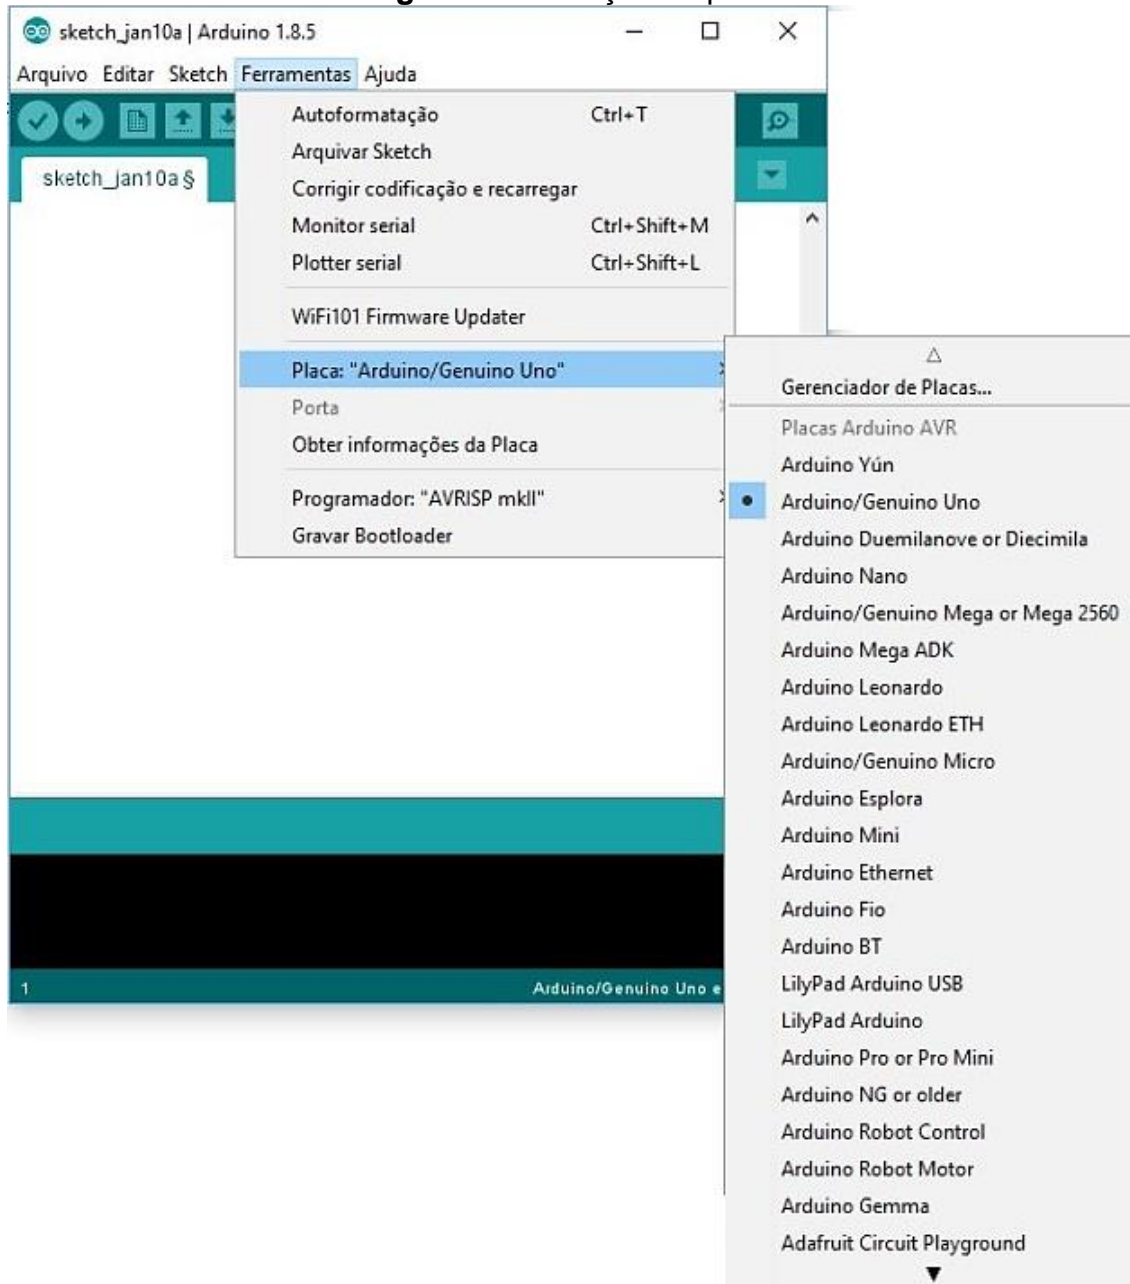 sketch_jan10a | Arduino 1.8.5
Arquivo Editar Sketch Ferramentas Ajuda
sketch_jan10a §
Autoformatação Ctrl+T
Arquivar Sketch
Corrigir codificação e recarregar
Monitor serial Ctrl+Shift+M
Plotter serial Ctrl+Shift+L
WiFi101 Firmware Updater
Placa: "Arduino/Genuino Uno"
Porta
Obter informações da Placa
Programador: "AVRISP mkII"
Gravar Bootloader
Gerenciador de Placas...
Placas Arduino AVR
Arduino Yún
Arduino/Genuino Uno
Arduino Duemilanove or Diecimila
Arduino Nano
Arduino/Genuino Mega or Mega 2560
Arduino Mega ADK
Arduino Leonardo
Arduino Leonardo ETH
Arduino/Genuino Micro
Arduino Esplora
Arduino Mini
Arduino Ethernet
Arduino Fio
Arduino BT
LilyPad Arduino USB
LilyPad Arduino
Arduino Pro or Pro Mini
Arduino NG or older
Arduino Robot Control
Arduino Robot Motor
Arduino Gemma
Adafruit Circuit Playground
1 Arduino/Genuino Uno e